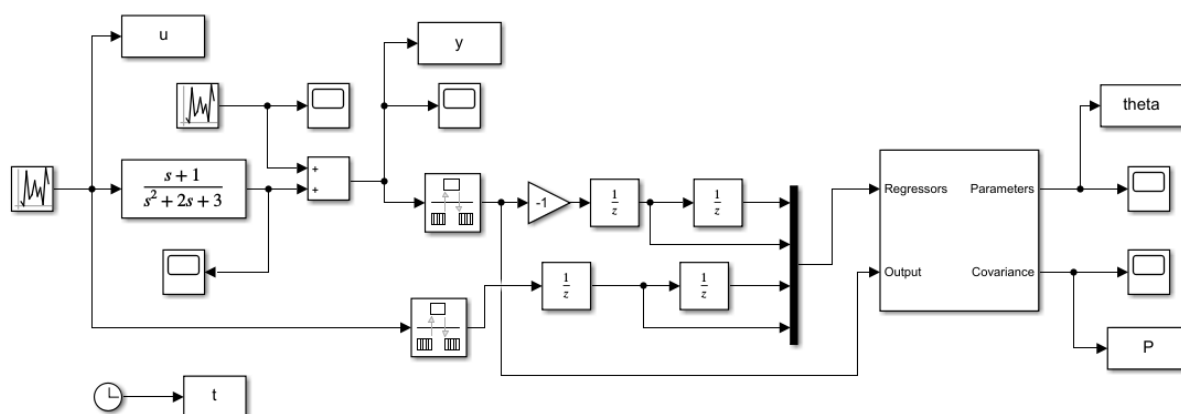 u
y
theta
s + 1
s² + 2s + 3
+
+
-1
1
z
1
z
Regressors
Parameters
1
z
1
z
Output
Covariance
P
t